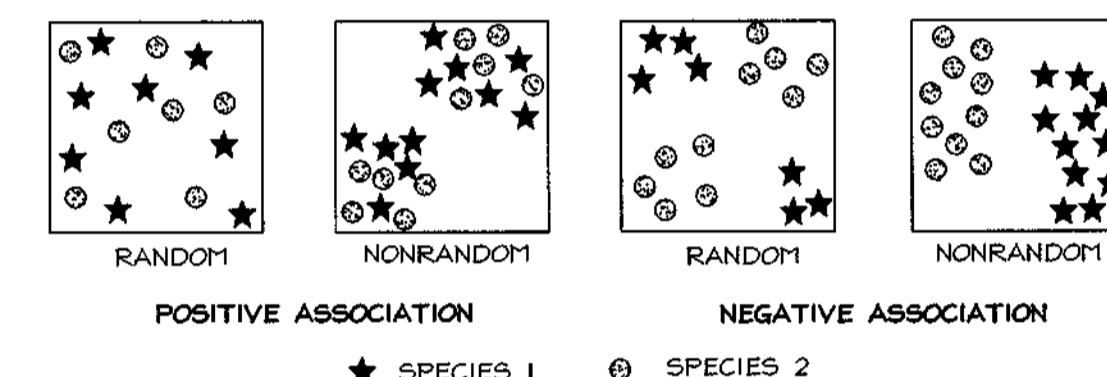 RANDOM NONRANDOM RANDOM NONRANDOM
POSITIVE ASSOCIATION NEGATIVE ASSOCIATION
SPECIES 1 SPECIES 2